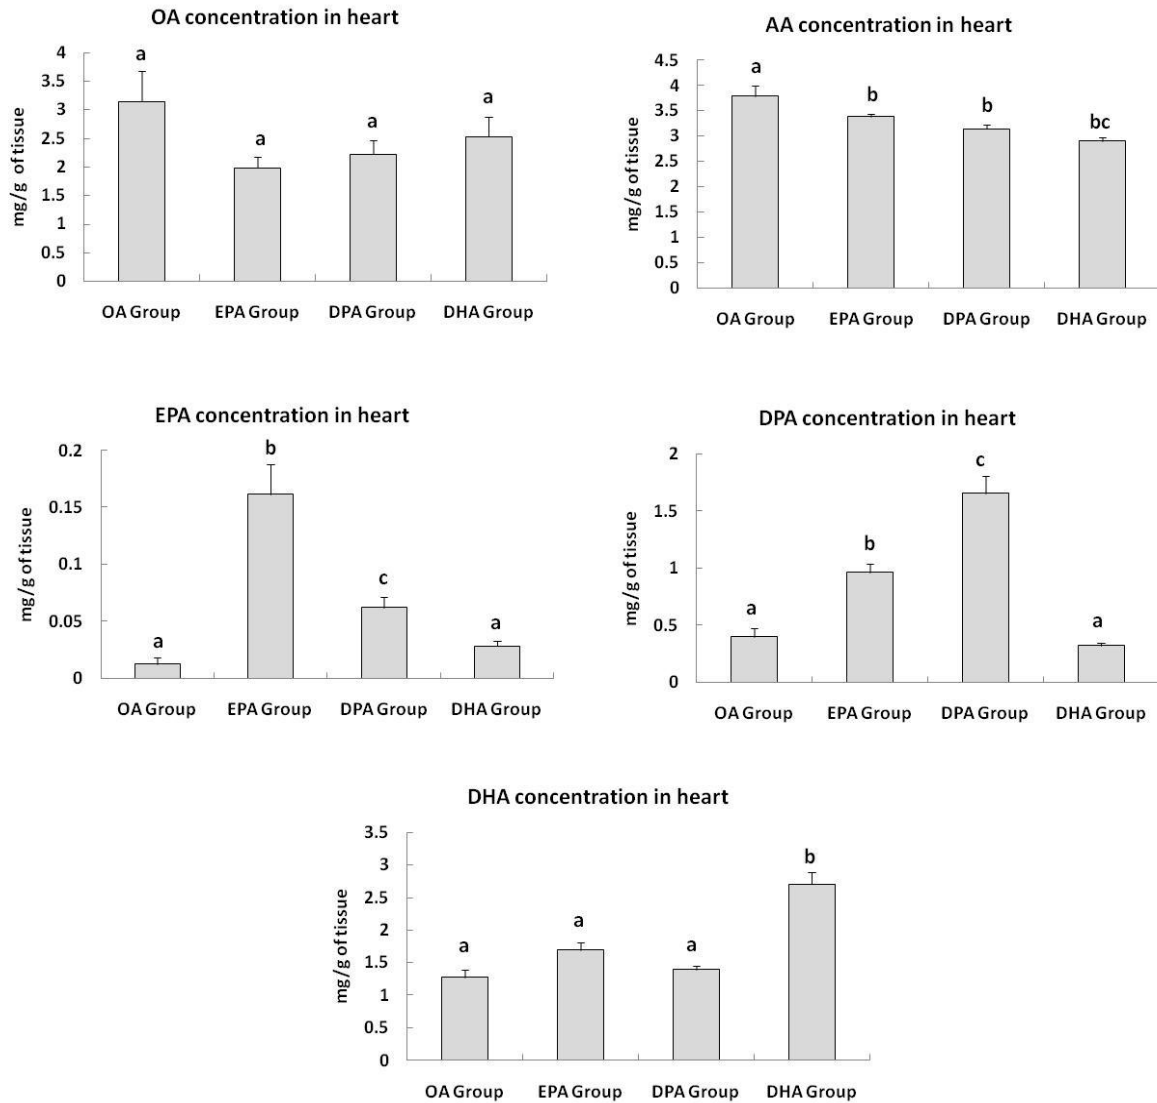 OA concentration in heart
mg/g of tissue
4
3.5
3
2.5
2
1.5
1
0.5
0
a
a
a
a
OA Group EPA Group DPA Group DHA Group
AA concentration in heart
mg/g of tissue
4.5
4
3.5
3
2.5
2
1.5
1
0.5
0
a
b
b
bc
OA Group EPA Group DPA Group DHA Group
EPA concentration in heart
mg/g of tissue
0.2
0.15
0.1
0.05
0
a
b
c
a
OA Group EPA Group DPA Group DHA Group
DPA concentration in heart
mg/g of tissue
2
1.5
1
0.5
0
a
b
c
a
OA Group EPA Group DPA Group DHA Group
DHA concentration in heart
mg/g of tissue
3.5
3
2.5
2
1.5
1
0.5
0
a
a
a
b
OA Group EPA Group DPA Group DHA Group